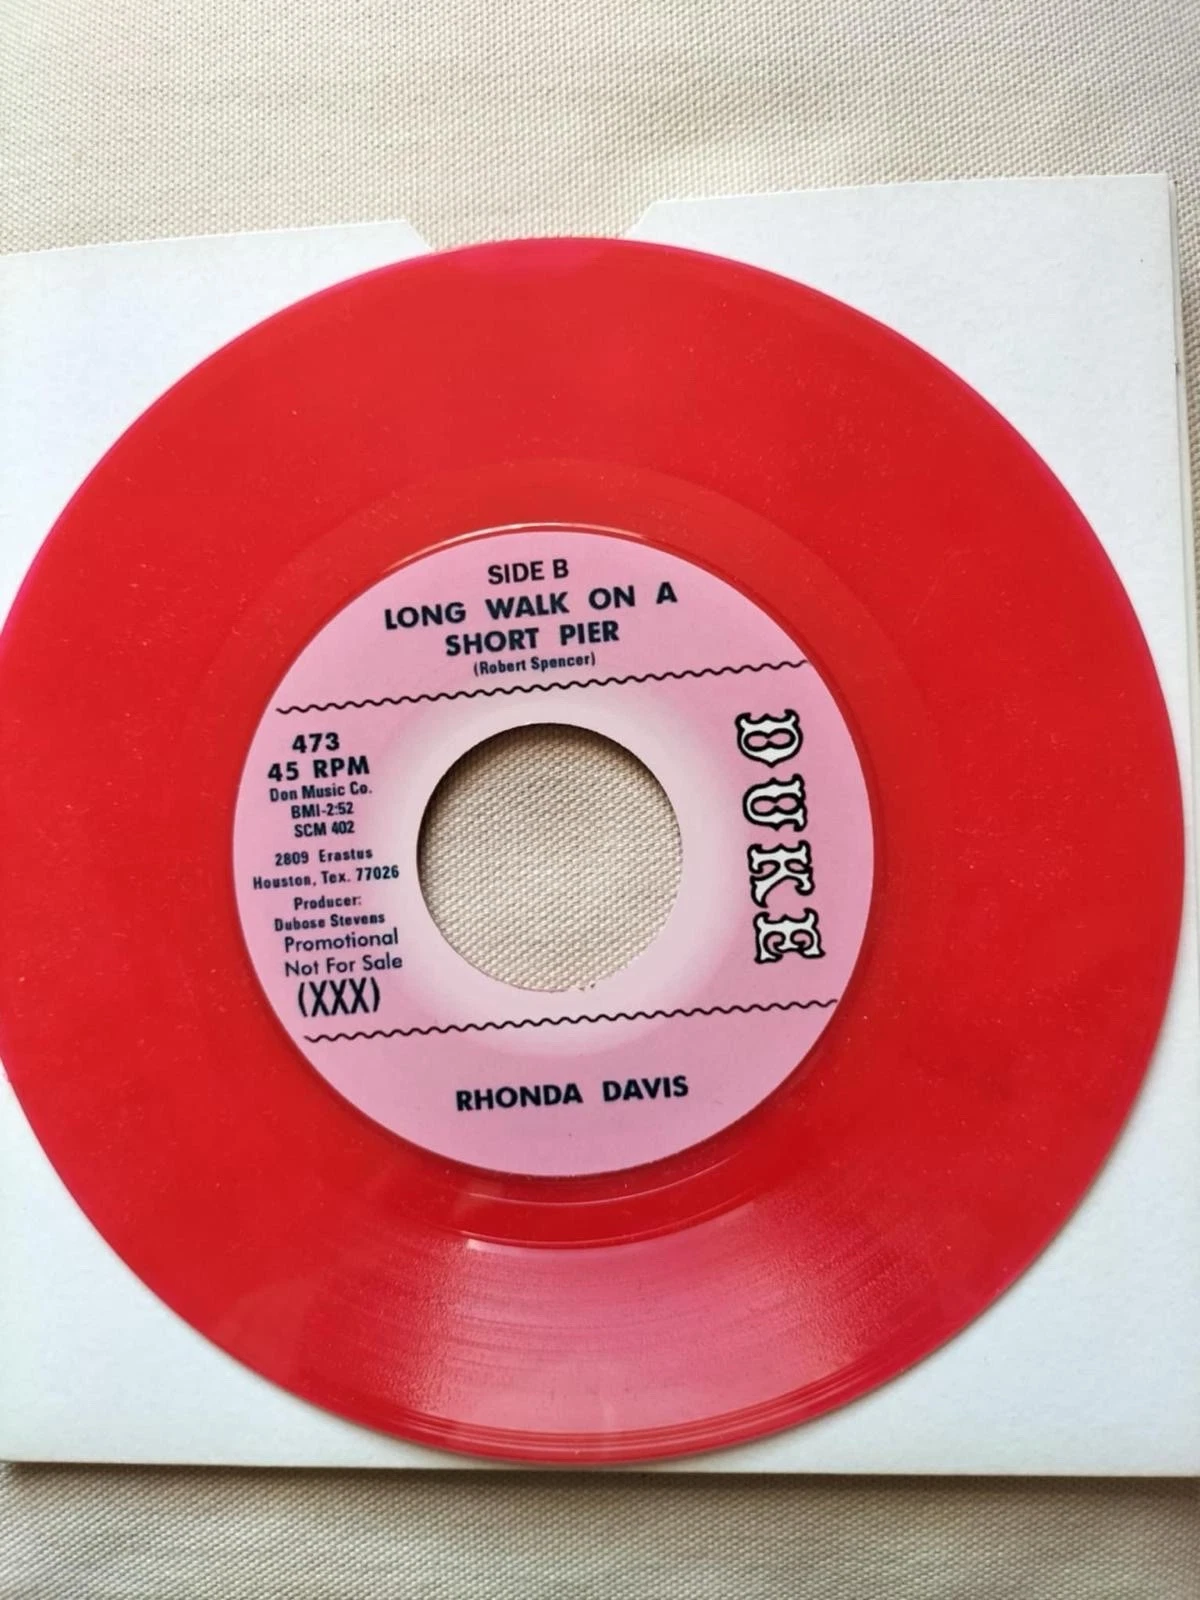 SIDE B
LONG WALK ON A
SHORT PIER
(Robert Spencer)
473
45 RPM
Don Music Co.
BMI-2:52
SCM 402
2809 Erastus
Houston, Tex. 77026
Producer:
Dubose Stevens
Promotional
Not For Sale
(XXX)
DUKE
RHONDA DAVIS